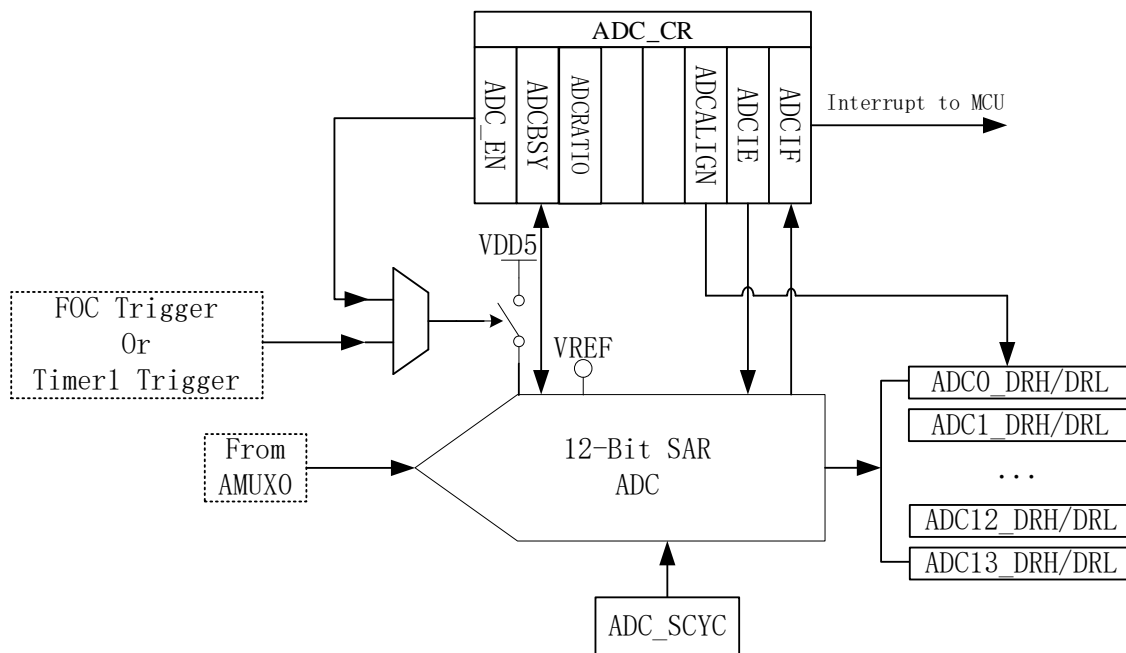 ADC_CR
ADC_EN
ADCBSY
ADCRATIO
ADCALIGN
ADCIE
ADCIF
Interrupt to MCU
VDD5
FOC Trigger
Or
Timer1 Trigger
VREF
ADC0_DRH/DRL
ADC1_DRH/DRL
...
ADC12_DRH/DRL
ADC13_DRH/DRL
From
AMUX0
12-Bit SAR
ADC
ADC_SCYC